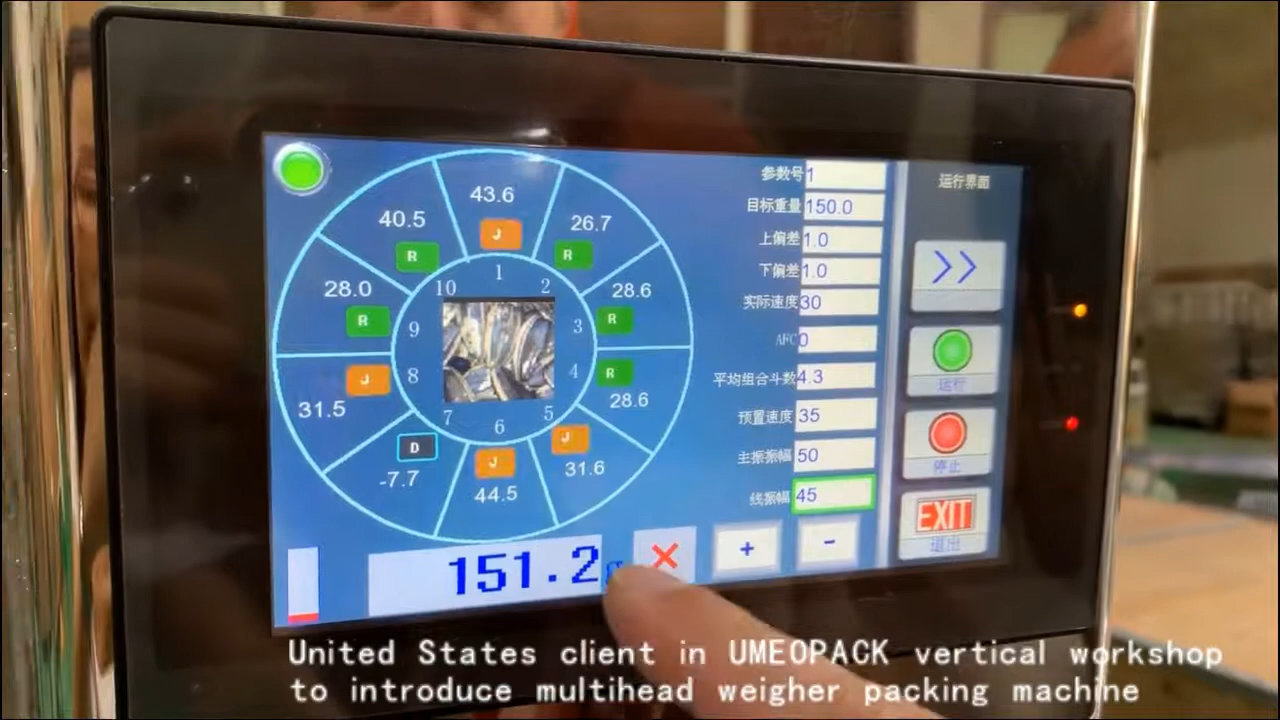 43.6
J
1
26.7
R
2
28.6
R
3
R
4
28.6
5
J
31.6
6
J
44.5
7
D
-7.7
8
J
31.5
28.0
R
9
40.5
R
10
151.2g
参数号 1
目标重量 150.0
上偏差 1.0
下偏差 1.0
实际速度 30
AFC 0
平均组合斗数 4.3
预置速度 35
主振振幅 50
线振幅 45
+ -
运行界面
>>
运行
停止
EXIT
退出
United States client in UMEOPACK vertical workshop
to introduce multihead weigher packing machine